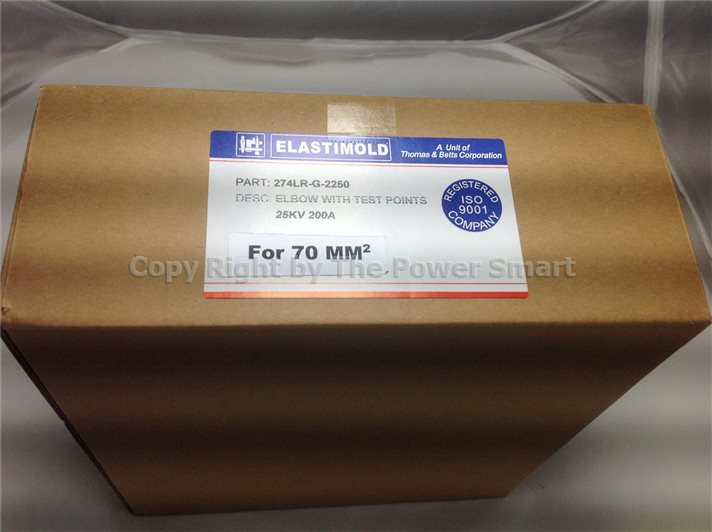 ELASTIMOLD
A Unit of
Thomas & Betts Corporation
PART: 274LR-G-2250
DESC: ELBOW WITH TEST POINTS
25KV 200A
REGISTERED
ISO
9001
COMPANY
For 70 MM²
Copy Right by The Power Smart